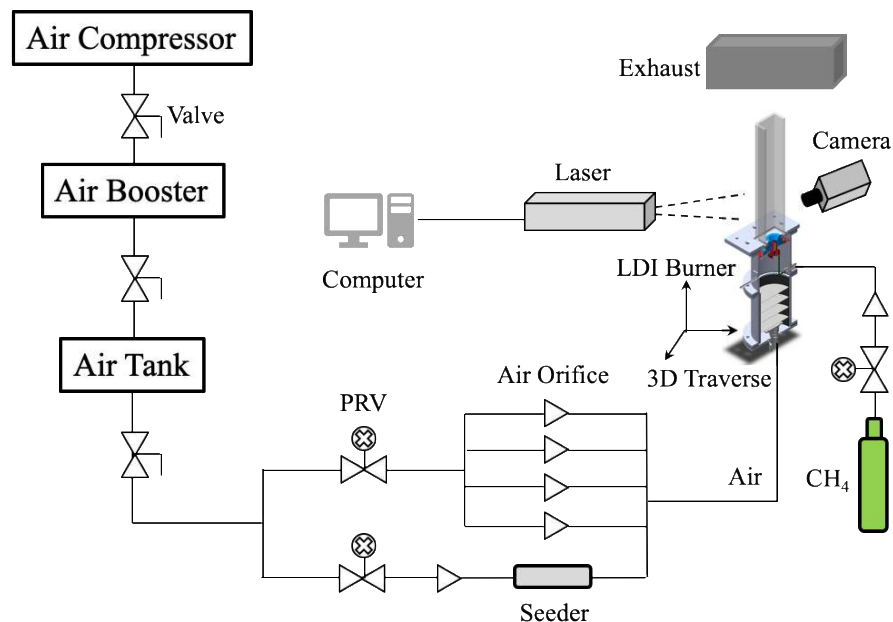 Air Compressor
Valve
Air Booster
Air Tank
Exhaust
Camera
Laser
Computer
LDI Burner
3D Traverse
PRV
Air Orifice
Air
CH₄
Seeder